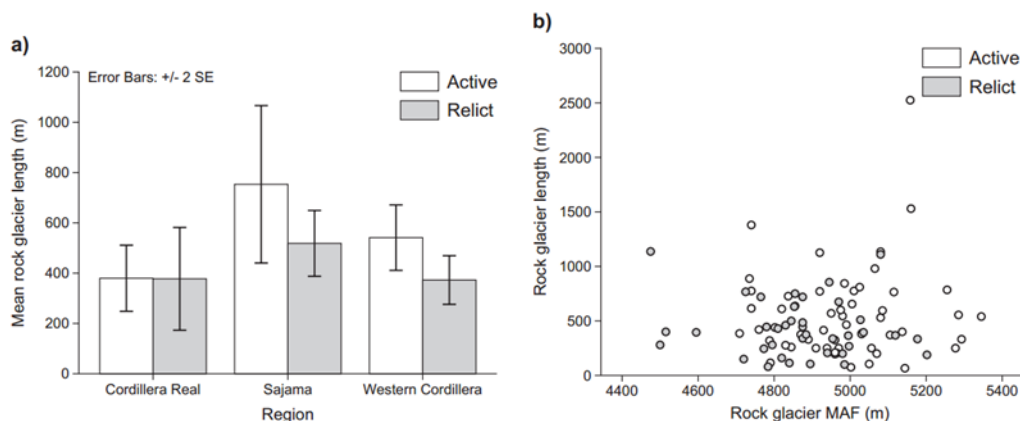 a)
Error Bars: +/- 2 SE
Active
Relict
Mean rock glacier length (m)
1200
1000
800
600
400
200
0
Cordillera Real
Sajama
Western Cordillera
Region
b)
Active
Relict
Rock glacier length (m)
3000
2500
2000
1500
1000
500
0
4400
4600
4800
5000
5200
5400
Rock glacier MAF (m)